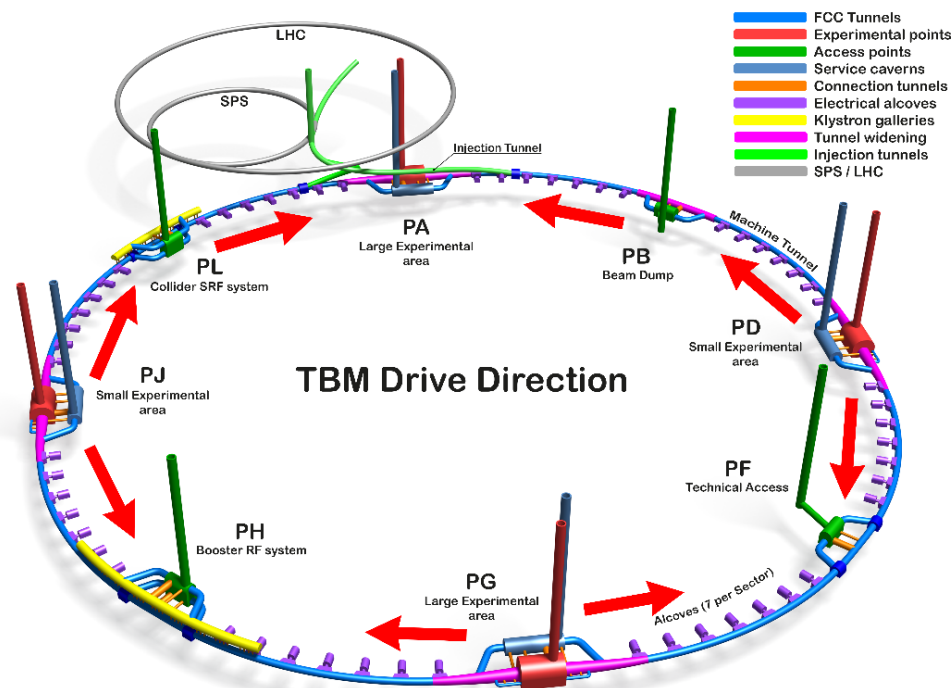 LHC
SPS
Injection Tunnel
FCC Tunnels
Experimental points
Access points
Service caverns
Connection tunnels
Electrical alcoves
Klystron galleries
Tunnel widening
Injection tunnels
SPS / LHC
PA
Large Experimental
area
PB
Beam Dump
Machine Tunnel
PL
Collider SRF system
PD
Small Experimental
area
PJ
Small Experimental
area
TBM Drive Direction
PF
Technical Access
PH
Booster RF system
PG
Large Experimental
area
Alcoves (7 per Sector)